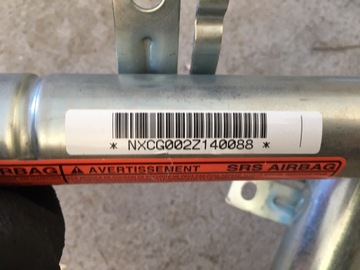 * NXCG002Z140088 *
AIRBAG ⚠ AVERTISSEMENT SRS AIRBAG